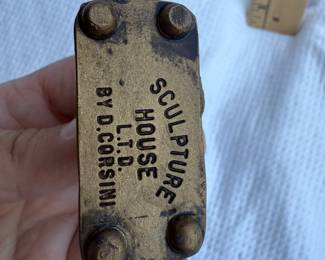 SCULPTURE
HOUSE
L.T.D.
BY D.CORSINI